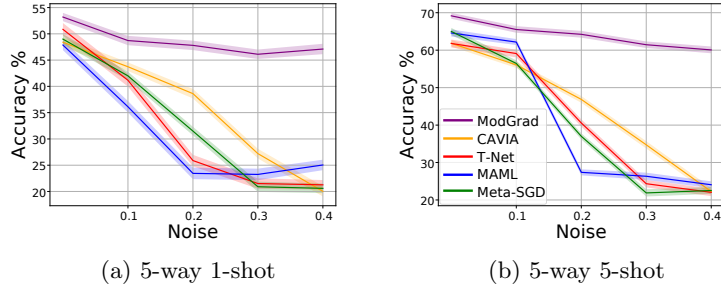 55
50
45
40
35
30
25
20
Accuracy %
0.1 0.2 0.3 0.4
Noise
(a) 5-way 1-shot
70
60
50
40
30
20
Accuracy %
ModGrad
CAVIA
T-Net
MAML
Meta-SGD
0.1 0.2 0.3 0.4
Noise
(b) 5-way 5-shot